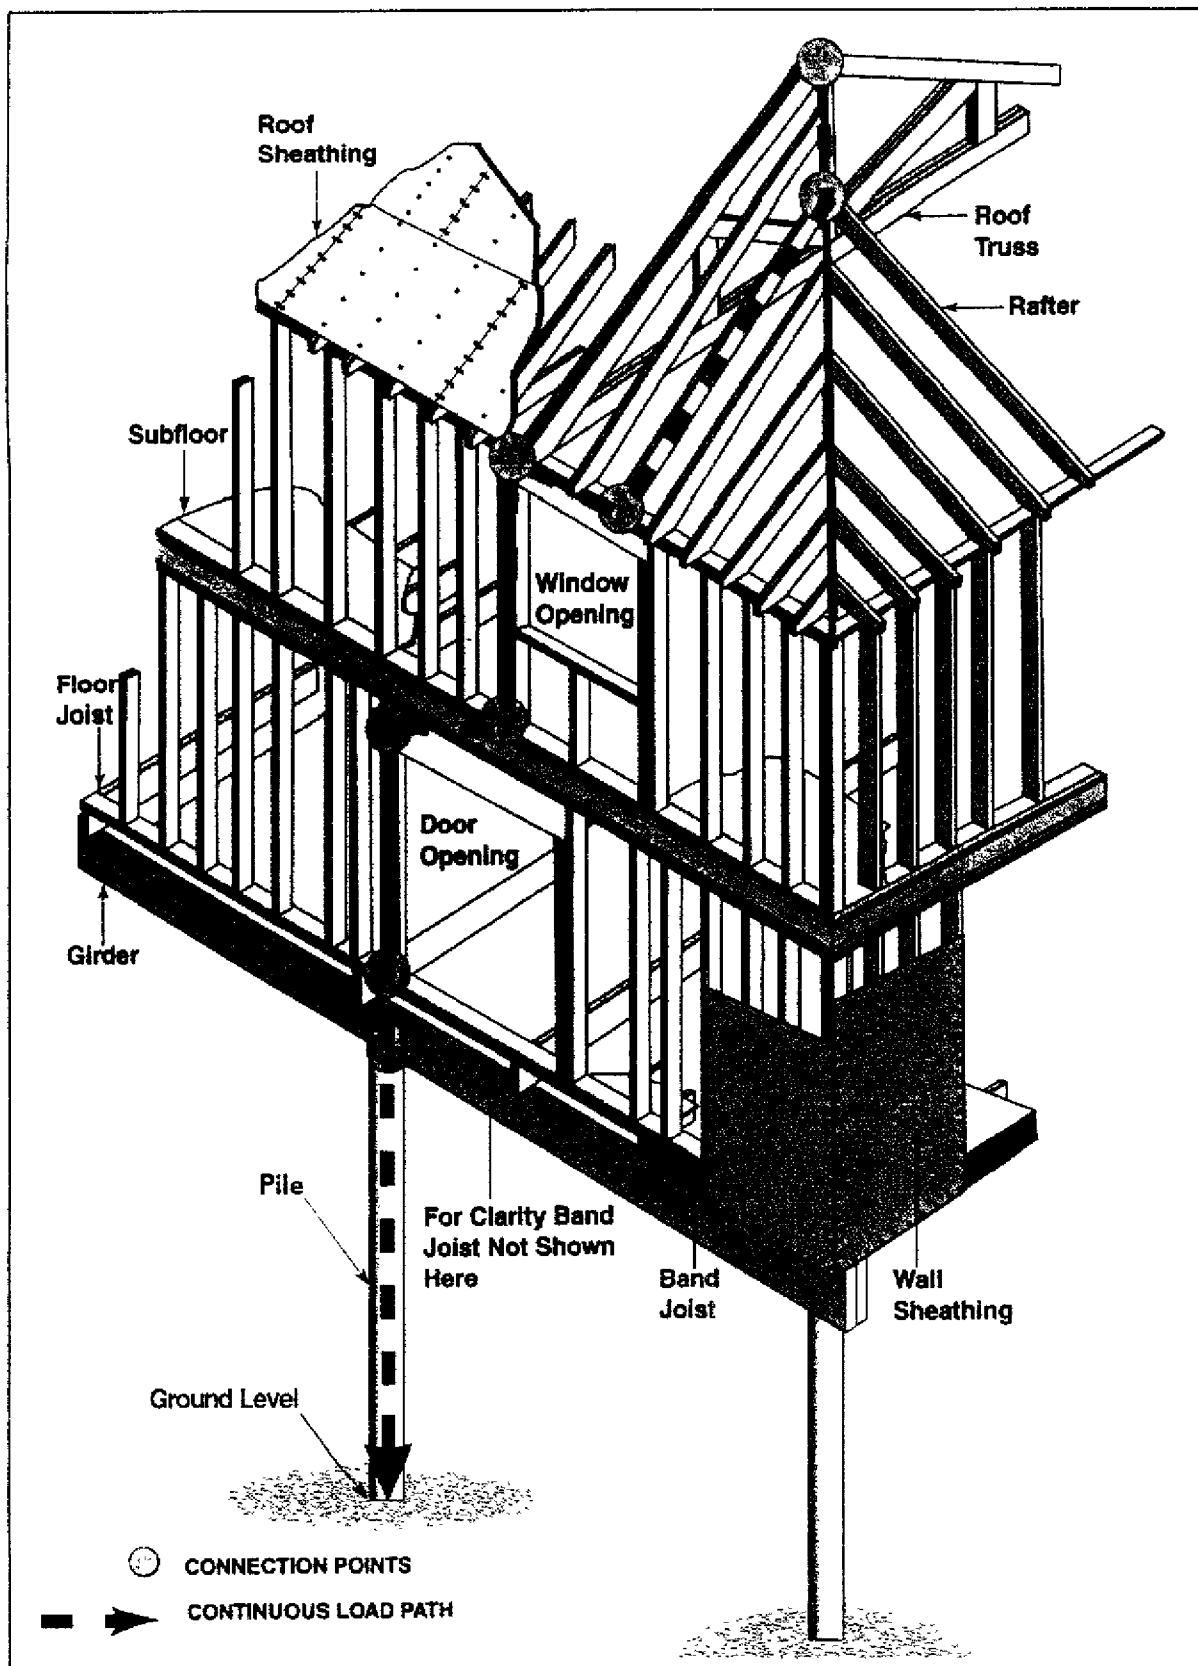 Roof
Sheathing
Roof
Truss
Rafter
Subfloor
Window
Opening
Floor
Joist
Door
Opening
Girder
Pile
For Clarity Band
Joist Not Shown
Here
Band
Joist
Wall
Sheathing
Ground Level
CONNECTION POINTS
CONTINUOUS LOAD PATH